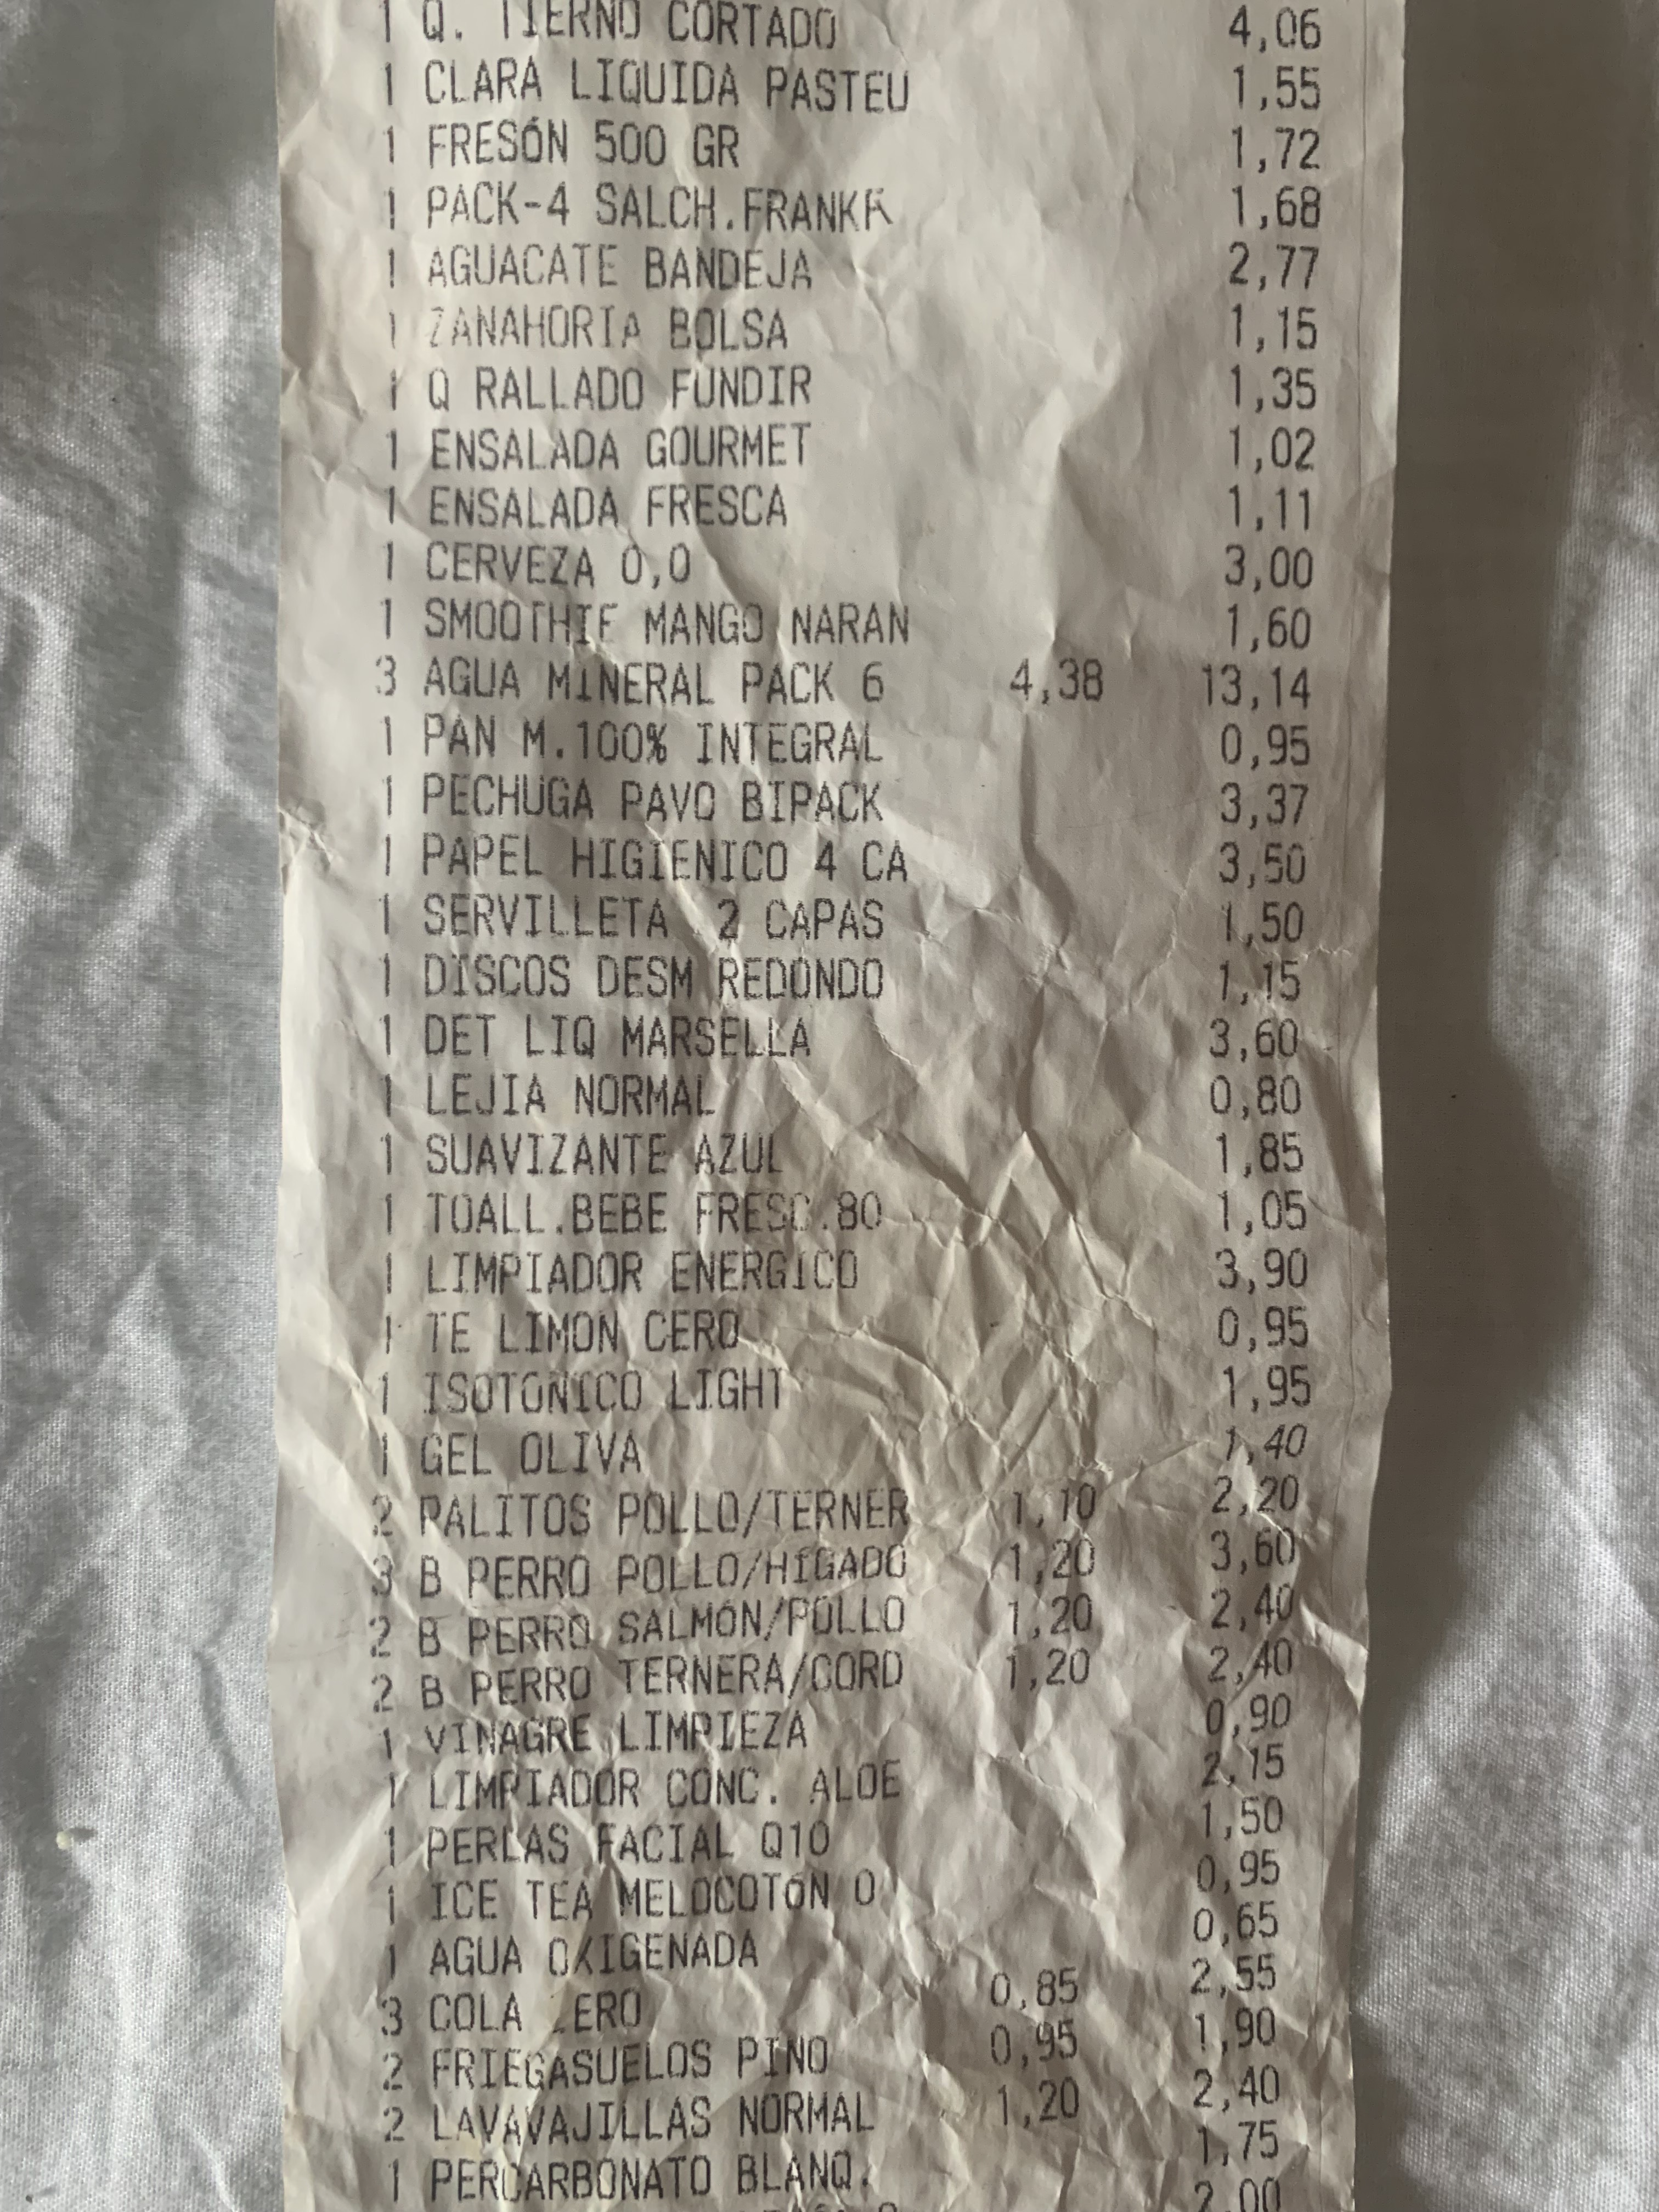 1 Q. TIERNO CORTADO 4,06
1 CLARA LIQUIDA PASTEU 1,55
1 FRESÓN 500 GR 1,72
1 PACK-4 SALCH.FRANKF 1,68
1 AGUACATE BANDEJA 2,77
1 ZANAHORIA BOLSA 1,15
1 Q RALLADO FUNDIR 1,35
1 ENSALADA GOURMET 1,02
1 ENSALADA FRESCA 1,11
1 CERVEZA 0,0 3,00
1 SMOOTHIE MANGO NARAN 1,60
3 AGUA MINERAL PACK 6 4,38 13,14
1 PAN M.100% INTEGRAL 0,95
1 PECHUGA PAVO BIPACK 3,37
1 PAPEL HIGIENICO 4 CA 3,50
1 SERVILLETA 2 CAPAS 1,50
1 DISCOS DESM REDONDO 1,15
1 DET LIQ MARSELLA 3,60
1 LEJIA NORMAL 0,80
1 SUAVIZANTE AZUL 1,85
1 TOALL.BEBE FRESC.80 1,05
1 LIMPIADOR ENERGICO 3,90
1 TE LIMON CERO 0,95
1 ISOTONICO LIGHT 1,95
1 GEL OLIVA 1,40
2 PALITOS POLLO/TERNER 1,10 2,20
3 B PERRO POLLO/HIGADO 1,20 3,60
2 B PERRO SALMÓN/POLLO 1,20 2,40
2 B PERRO TERNERA/CORD 1,20 2,40
1 VINAGRE LIMPIEZA 0,90
1 LIMPIADOR CONC. ALOE 2,15
1 PERLAS FACIAL Q10 1,50
1 ICE TEA MELOCOTÓN 0 0,95
1 AGUA OXIGENADA 0,65
3 COLA ZERO 0,85 2,55
2 FRIEGASUELOS PINO 0,95 1,90
2 LAVAVAJILLAS NORMAL 1,20 2,40
1 PERCARBONATO BLANQ. 1,75
2,00